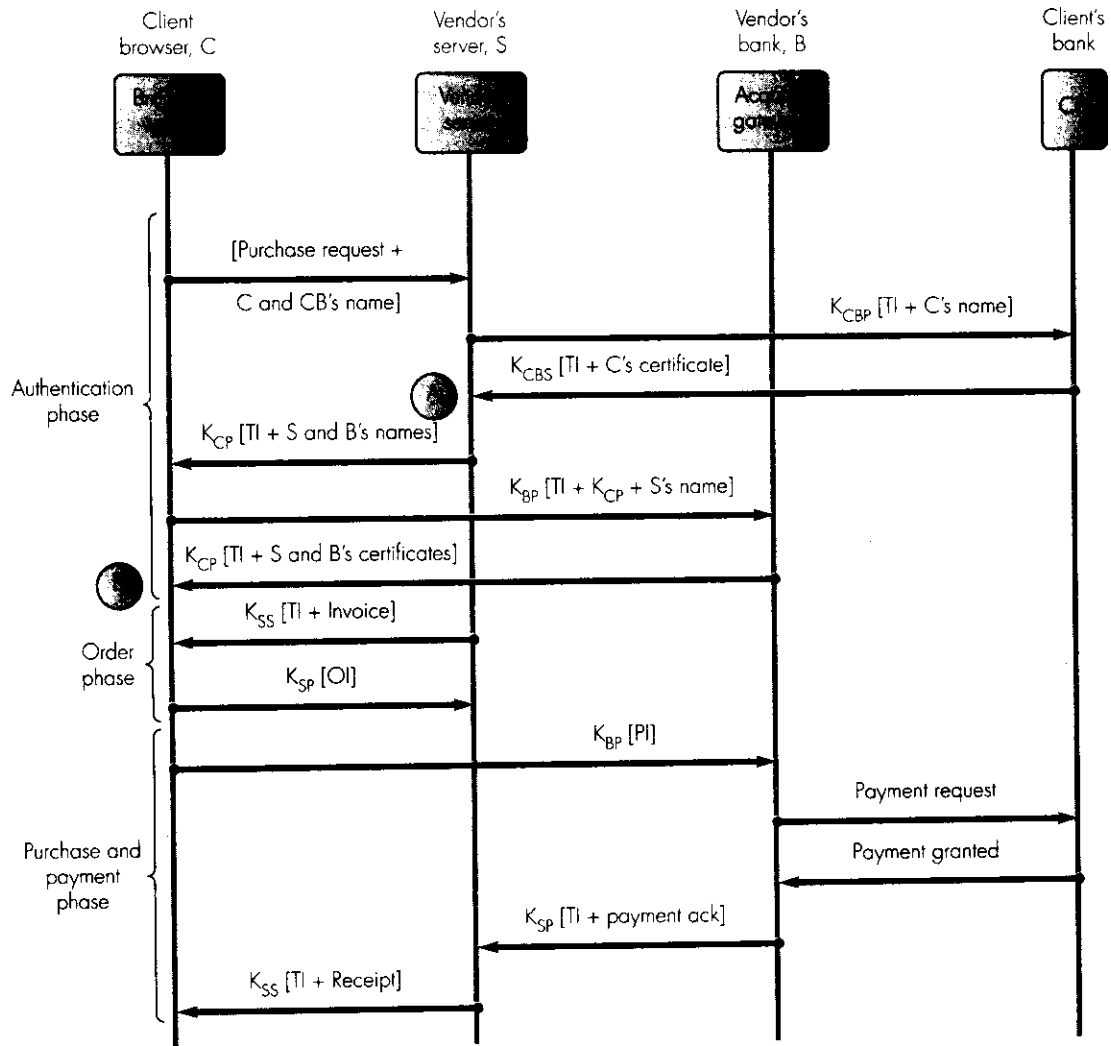 Client
browser, C
Vendor's
server, S
Vendor's
bank, B
Client's
bank
[Purchase request +
C and CB's name]
K_CBP [TI + C's name]
K_CBS [TI + C's certificate]
Authentication
phase
K_CP [TI + S and B's names]
K_BP [TI + K_CP + S's name]
K_CP [TI + S and B's certificates]
K_SS [TI + Invoice]
Order
phase
K_SP [OI]
K_BP [PI]
Payment request
Purchase and
payment
phase
Payment granted
K_SP [TI + payment ack]
K_SS [TI + Receipt]